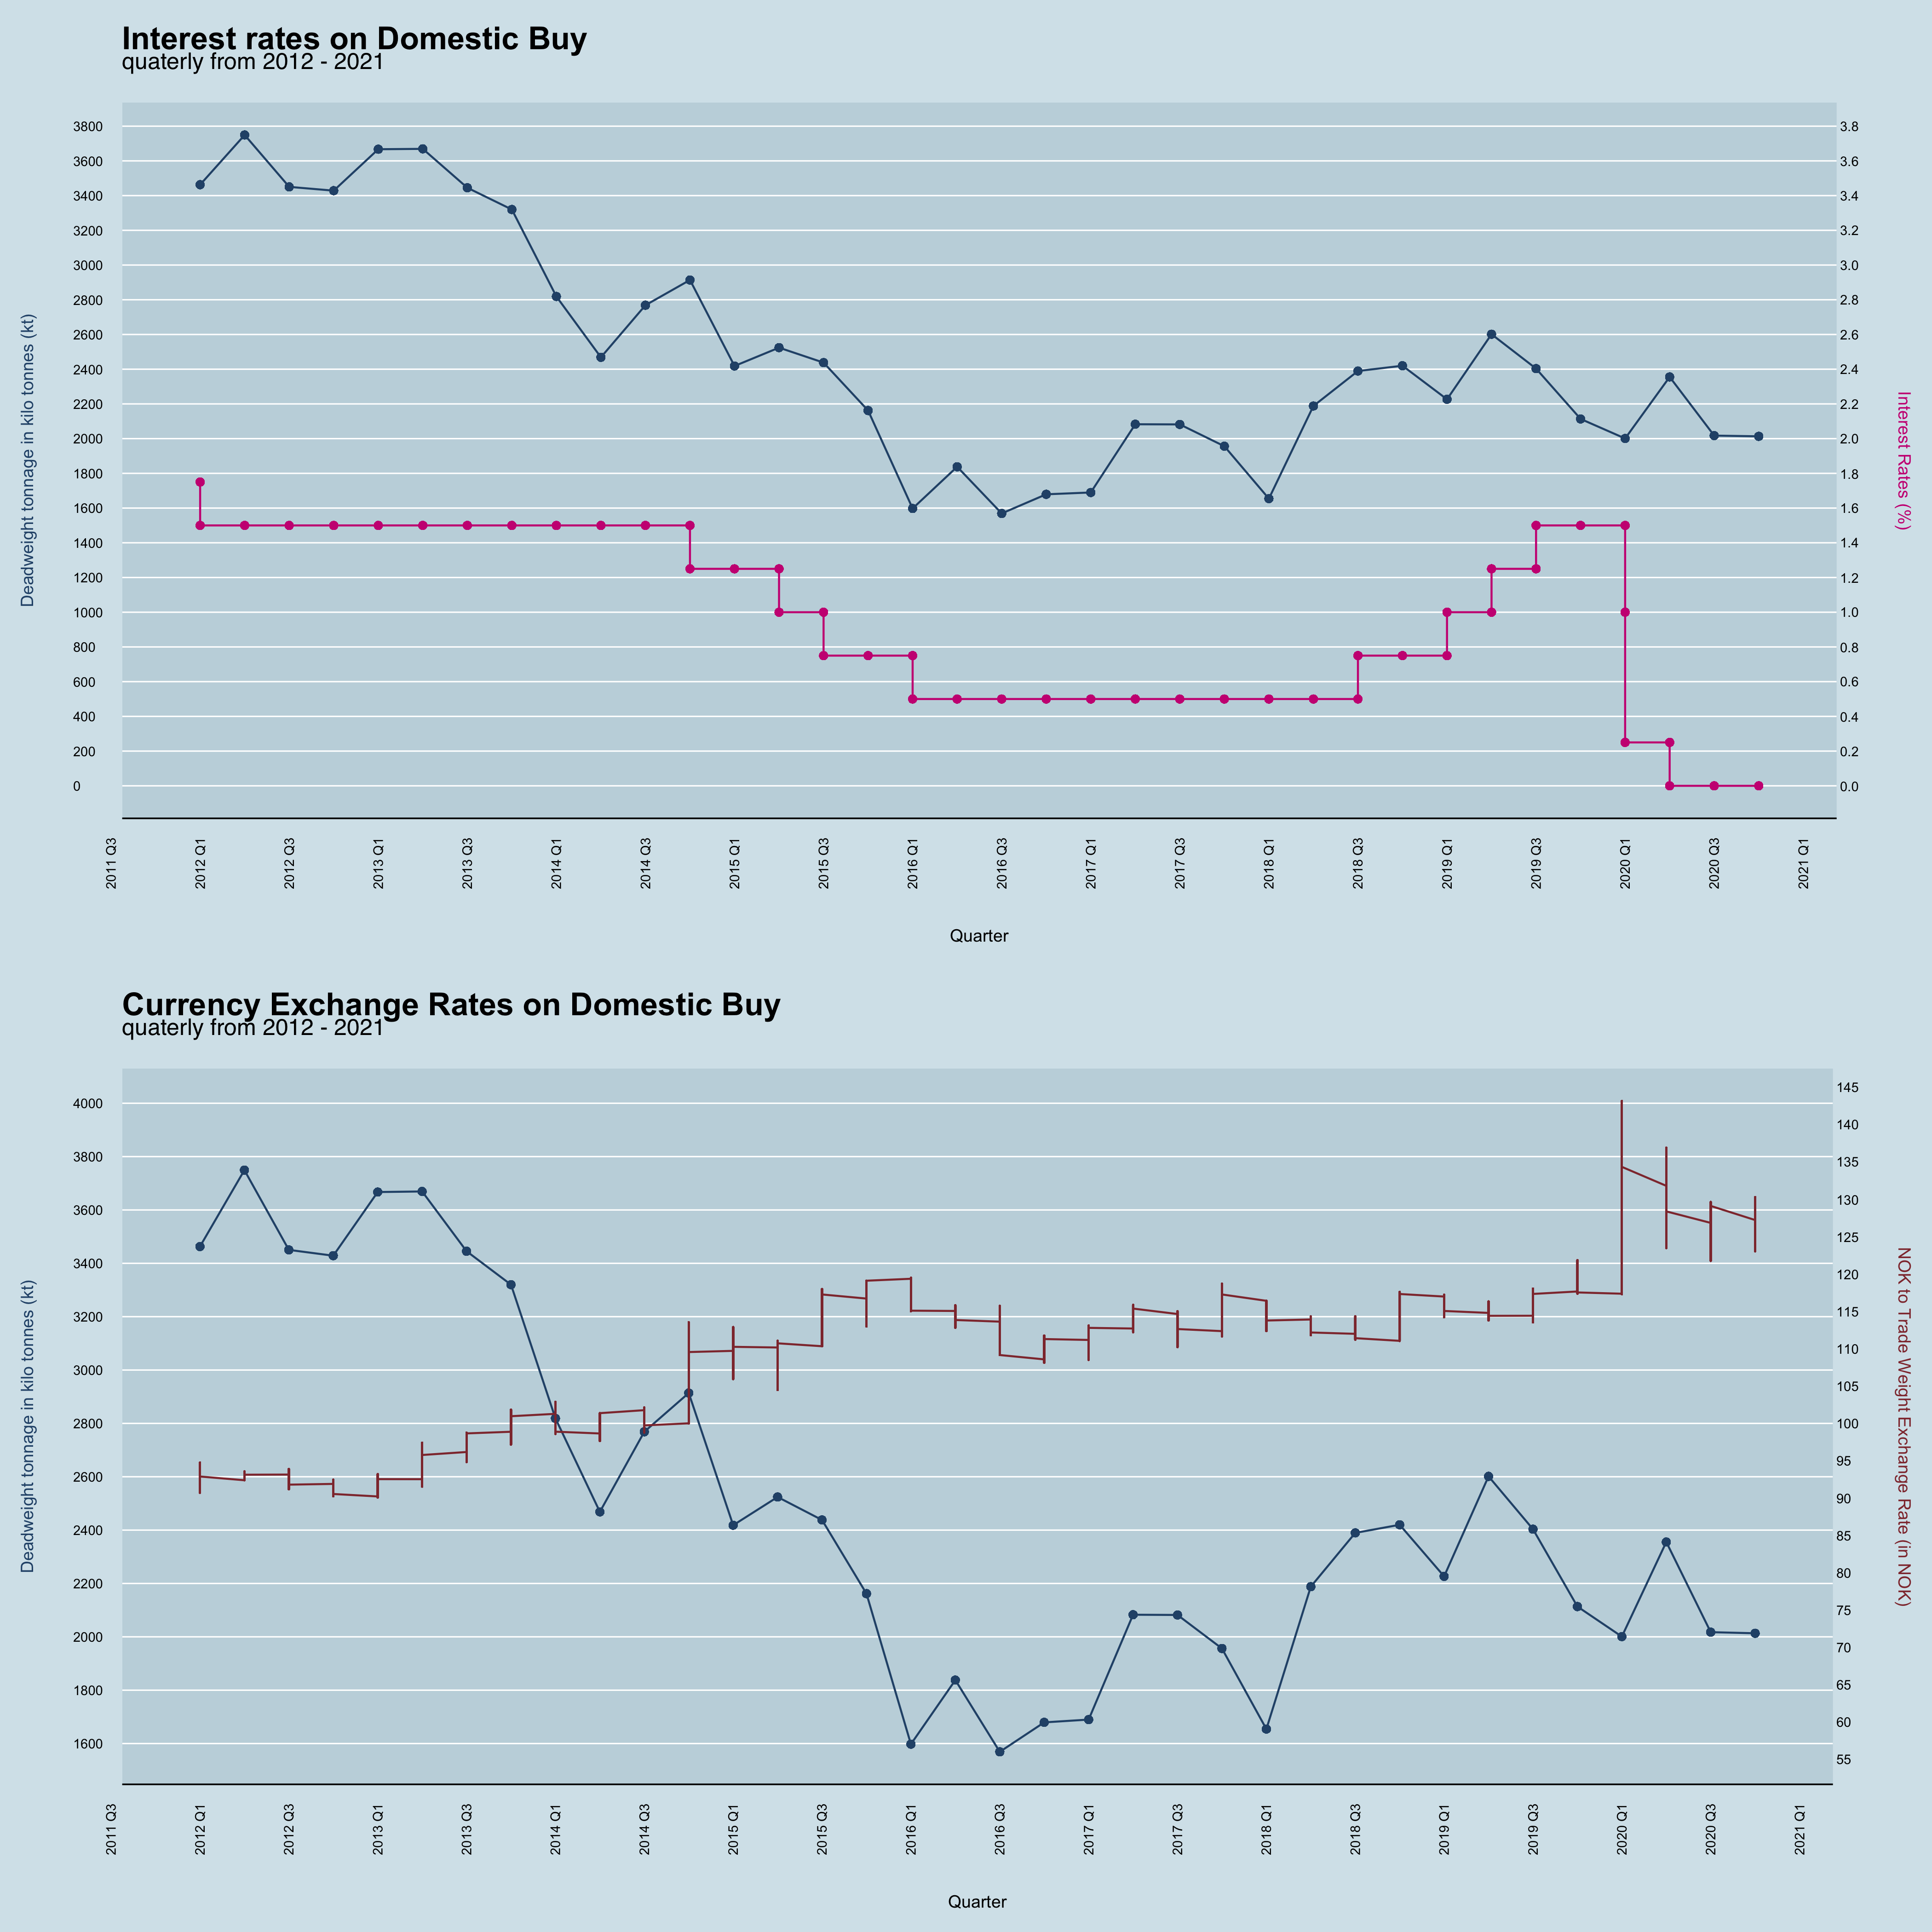 Interest rates on Domestic Buy
quaterly from 2012 - 2021
Deadweight tonnage in kilo tonnes (kt)
3800
3600
3400
3200
3000
2800
2600
2400
2200
2000
1800
1600
1400
1200
1000
800
600
400
200
0
3.8
3.6
3.4
3.2
3.0
2.8
2.6
2.4
2.2
2.0
1.8
1.6
1.4
1.2
1.0
0.8
0.6
0.4
0.2
0.0
Interest Rates (%)
2011 Q3
2012 Q1
2012 Q3
2013 Q1
2013 Q3
2014 Q1
2014 Q3
2015 Q1
2015 Q3
2016 Q1
2016 Q3
2017 Q1
2017 Q3
2018 Q1
2018 Q3
2019 Q1
2019 Q3
2020 Q1
2020 Q3
2021 Q1
Quarter
Currency Exchange Rates on Domestic Buy
quaterly from 2012 - 2021
Deadweight tonnage in kilo tonnes (kt)
4000
3800
3600
3400
3200
3000
2800
2600
2400
2200
2000
1800
1600
145
140
135
130
125
120
115
110
105
100
95
90
85
80
75
70
65
60
55
NOK to Trade Weight Exchange Rate (in NOK)
2011 Q3
2012 Q1
2012 Q3
2013 Q1
2013 Q3
2014 Q1
2014 Q3
2015 Q1
2015 Q3
2016 Q1
2016 Q3
2017 Q1
2017 Q3
2018 Q1
2018 Q3
2019 Q1
2019 Q3
2020 Q1
2020 Q3
2021 Q1
Quarter